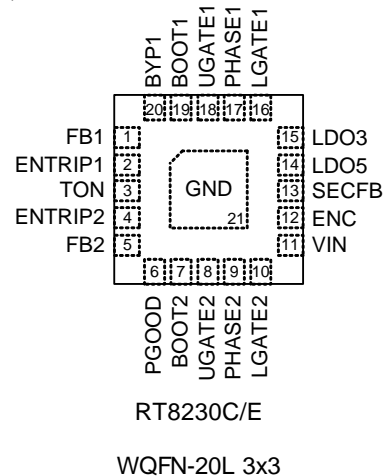 BYP1
BOOT1
UGATE1
PHASE1
LGATE1
20 19 18 17 16
FB1 1 15 LDO3
ENTRIP1 2 14 LDO5
TON 3 GND 13 SECFB
ENTRIP2 4 21 12 ENC
FB2 5 11 VIN
6 7 8 9 10
PGOOD
BOOT2
UGATE2
PHASE2
LGATE2
RT8230C/E
WQFN-20L 3x3